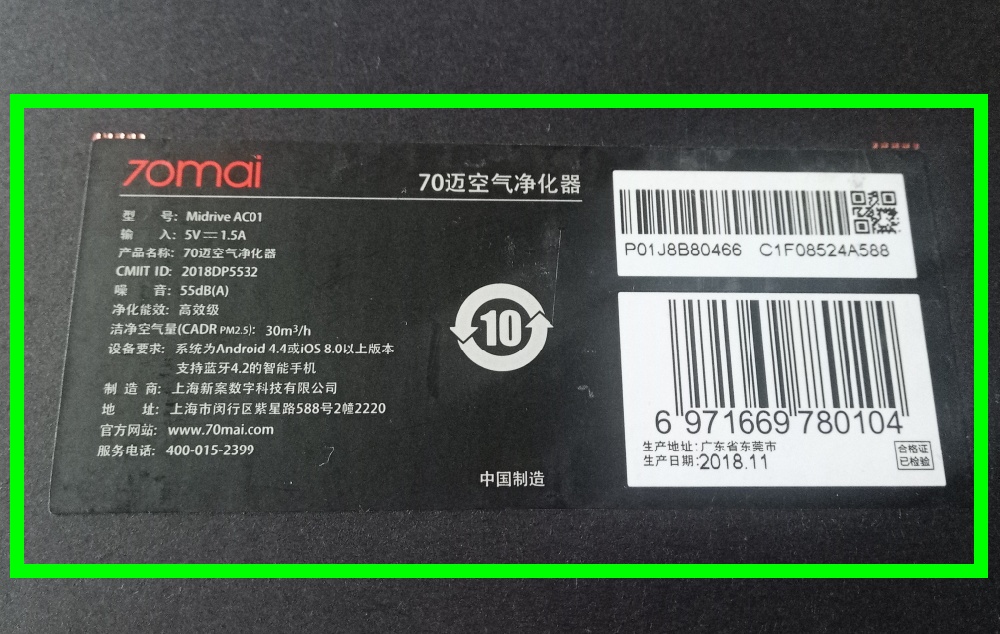 70mai
70迈空气净化器
型 号: Midrive AC01
输 入: 5V⎓1.5A
产品名称: 70迈空气净化器
CMIIT ID: 2018DP5532
噪 音: 55dB(A)
净化能效: 高效级
洁净空气量(CADR PM2.5): 30m³/h
设备要求: 系统为Android 4.4或iOS 8.0以上版本
支持蓝牙4.2的智能手机
制 造 商: 上海新案数字科技有限公司
地 址: 上海市闵行区紫星路588号2幢2220
官方网站: www.70mai.com
服务电话: 400-015-2399
10
中国制造
P01J8B80466 C1F08524A588
6 971669 780104
生产地址: 广东省东莞市
生产日期: 2018.11
合格证
已检验